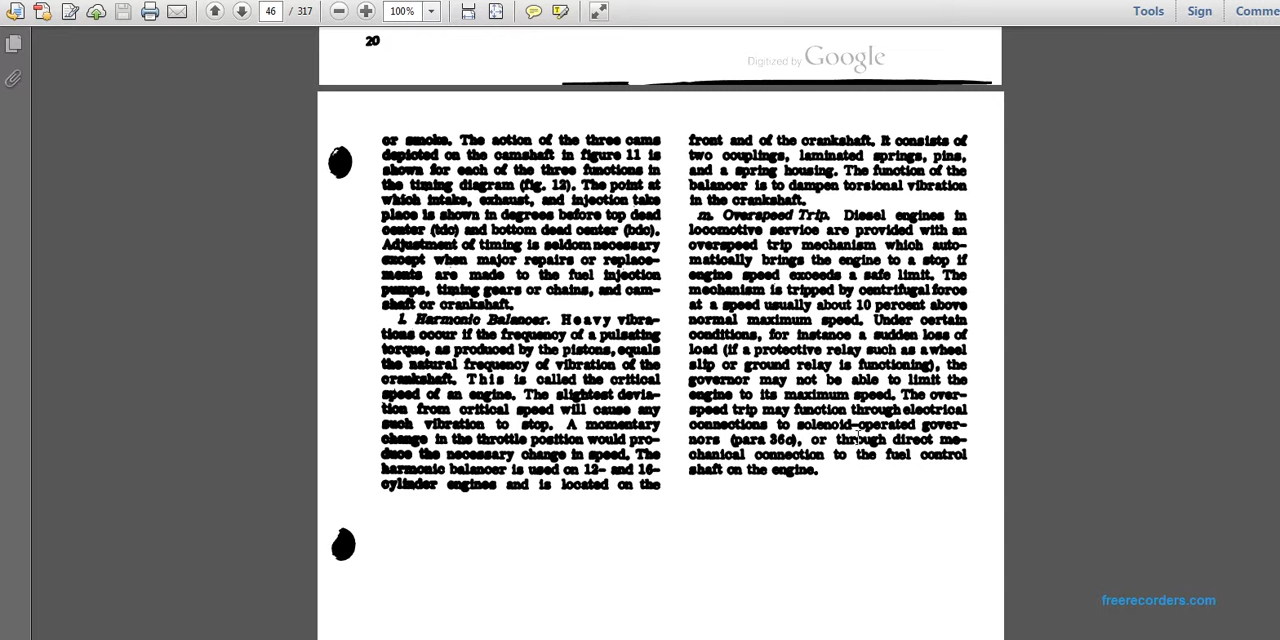 46 / 317
100%
Tools
Sign
Comme
20
Digitized by Google
or smoke. The action of the three cams
depicted on the camshaft in figure 11 is
shown for each of the three functions in
the timing diagram (fig. 12). The point at
which intake, exhaust, and injection take
place is shown in degrees before top dead
center (tdc) and bottom dead center (bdc).
Adjustment of timing is seldom necessary
except when major repairs or replace-
ments are made to the fuel injection
pumps, timing gears or chains, and cam-
shaft or crankshaft.
l. Harmonic Balancer. Heavy vibra-
tions occur if the frequency of a pulsating
torque, as produced by the pistons, equals
the natural frequency of vibration of the
crankshaft. This is called the critical
speed of an engine. The slightest devia-
tion from critical speed will cause any
such vibration to stop. A momentary
change in the throttle position would pro-
duce the necessary change in speed. The
harmonic balancer is used on 12- and 16-
cylinder engines and is located on the
front end of the crankshaft. It consists of
two couplings, laminated springs, pins,
and a spring housing. The function of the
balancer is to dampen torsional vibration
in the crankshaft.
m. Overspeed Trip. Diesel engines in
locomotive service are provided with an
overspeed trip mechanism which auto-
matically brings the engine to a stop if
engine speed exceeds a safe limit. The
mechanism is tripped by centrifugal force
at a speed usually about 10 percent above
normal maximum speed. Under certain
conditions, for instance a sudden loss of
load (if a protective relay such as a wheel
slip or ground relay is functioning), the
governor may not be able to limit the
engine to its maximum speed. The over-
speed trip may function through electrical
connections to solenoid-operated gover-
nors (para 36c), or through direct me-
chanical connection to the fuel control
shaft on the engine.
freerecorders.com